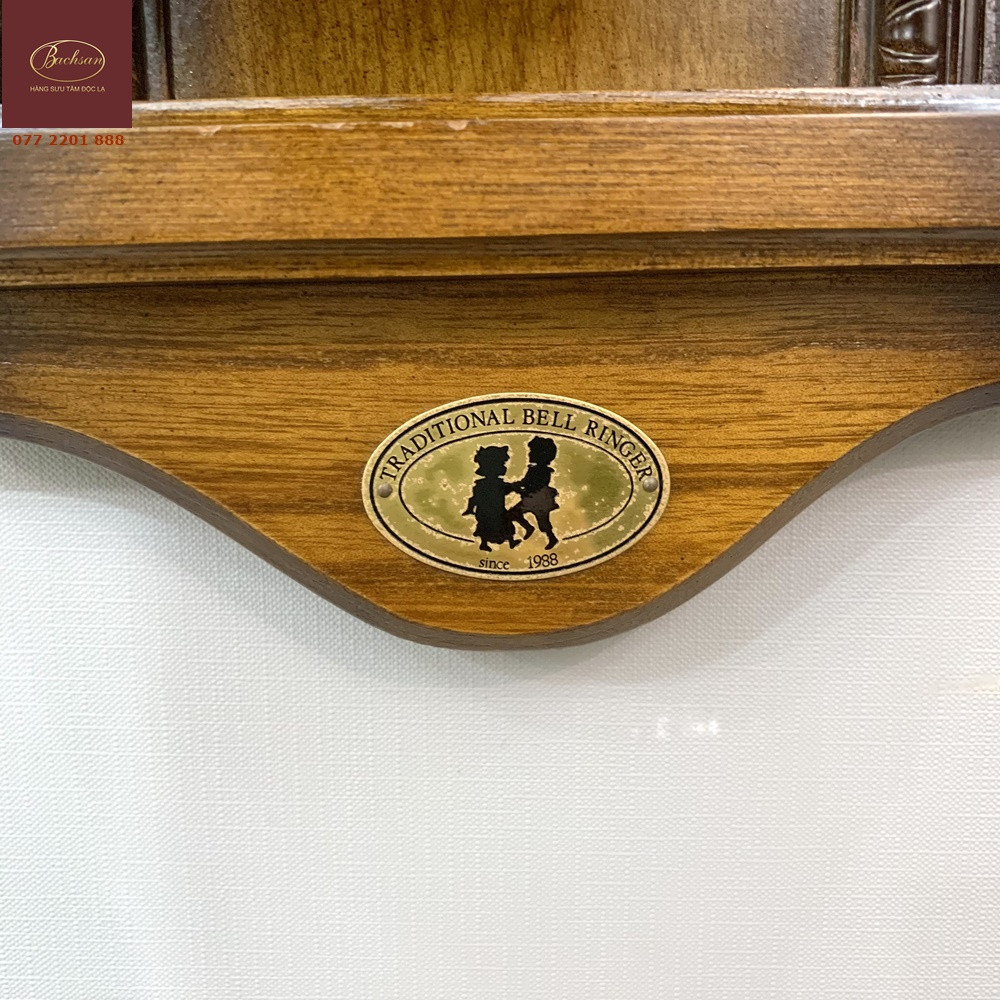 Bachsan
HÀNG SƯU TẦM ĐỘC LẠ
077 2201 888
TRADITIONAL BELL RINGER
since 1988